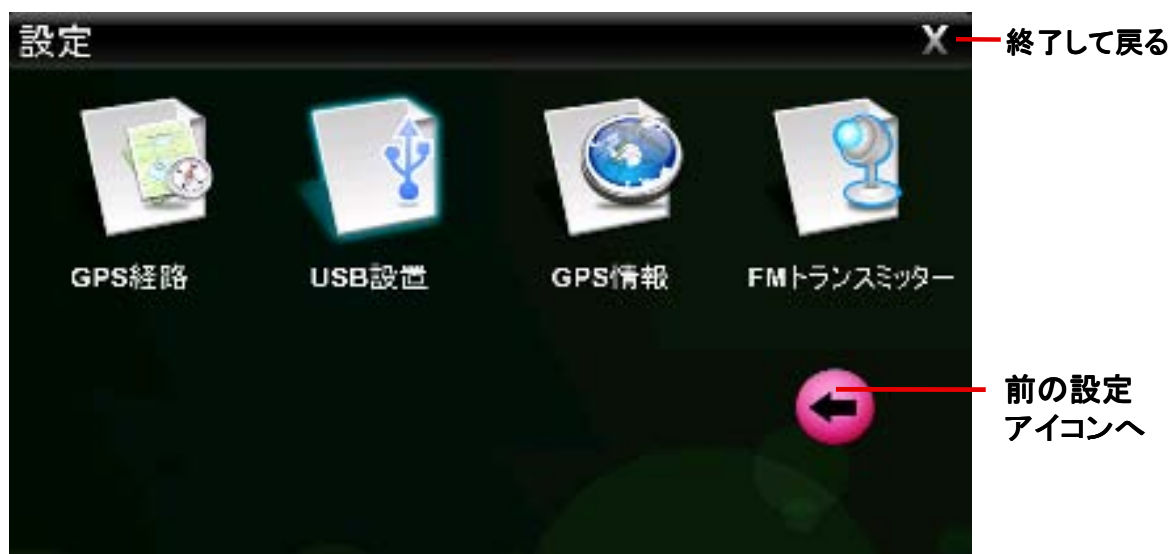 設定
X
終了して戻る
GPS経路
USB設置
GPS情報
FMトランスミッター
前の設定
アイコンへ